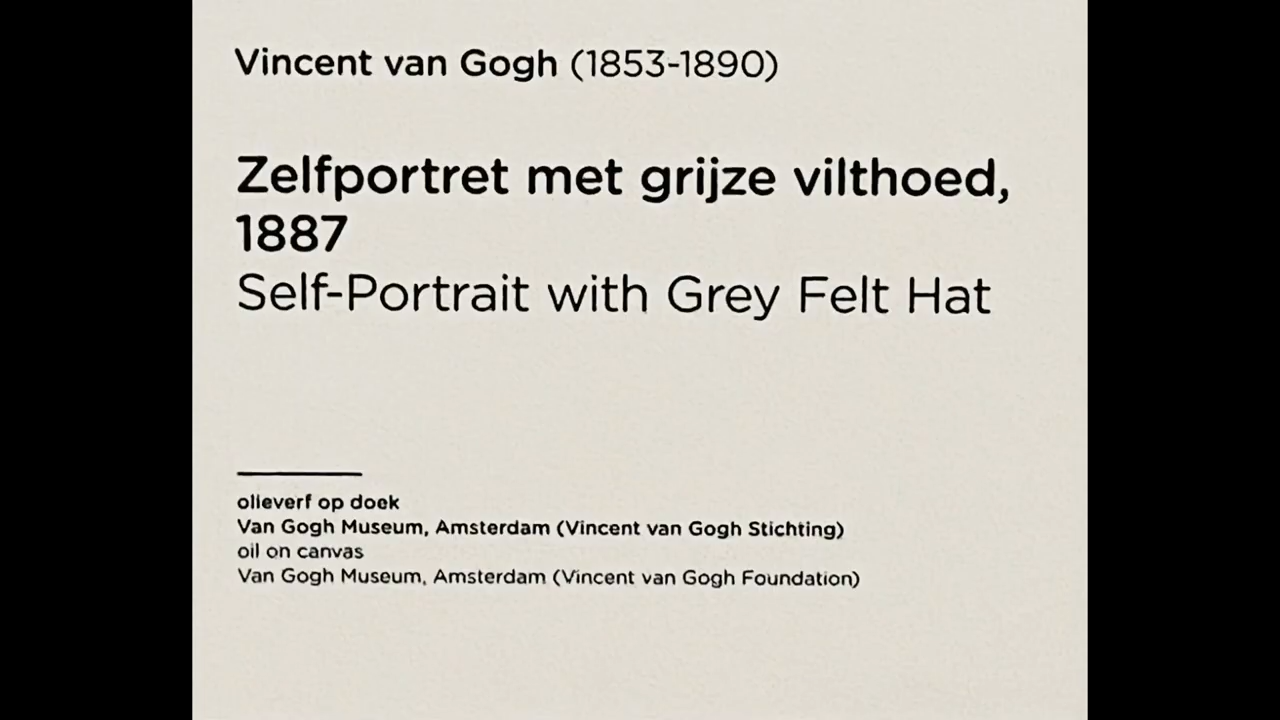 Vincent van Gogh (1853-1890)
Zelfportret met grijze vilthoed,
1887
Self-Portrait with Grey Felt Hat
olieverf op doek
Van Gogh Museum, Amsterdam (Vincent van Gogh Stichting)
oil on canvas
Van Gogh Museum, Amsterdam (Vincent van Gogh Foundation)